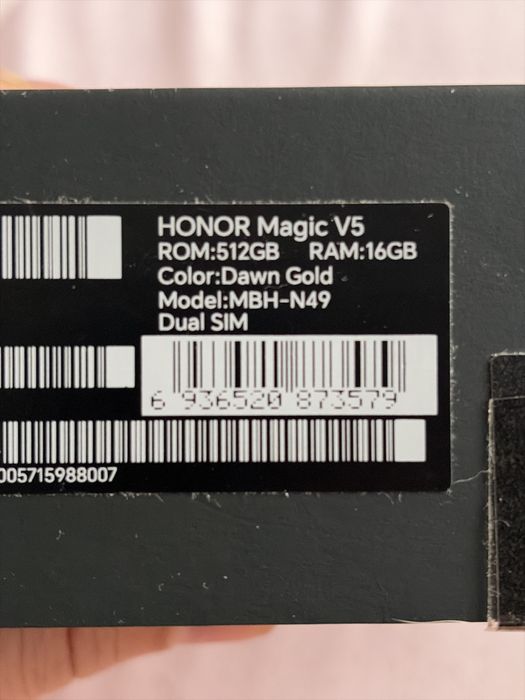 HONOR Magic V5
ROM:512GB RAM:16GB
Color:Dawn Gold
Model:MBH-N49
Dual SIM
6 936520 873579
005715988007